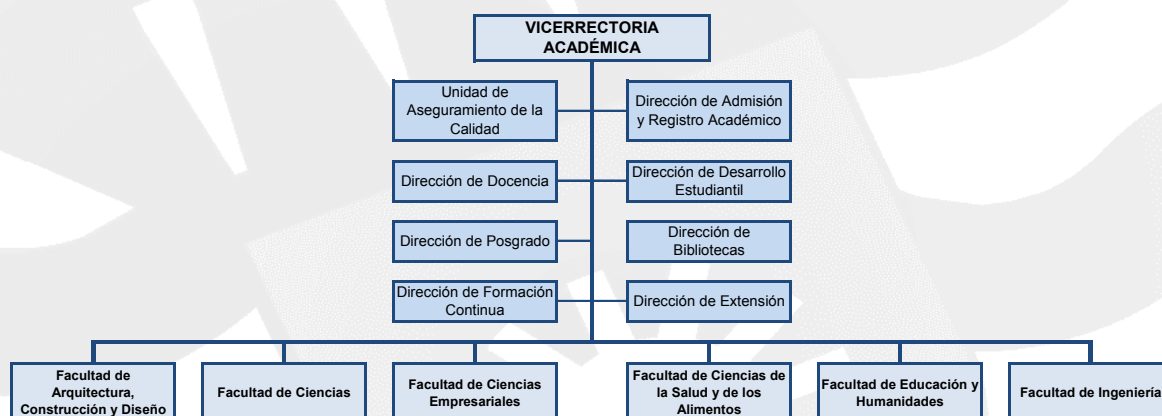 VICERRECTORIA
ACADÉMICA
Unidad de
Aseguramiento de la
Calidad
Dirección de Admisión
y Registro Académico
Dirección de Docencia
Dirección de Desarrollo
Estudiantil
Dirección de Posgrado
Dirección de
Bibliotecas
Dirección de Formación
Continua
Dirección de Extensión
Facultad de
Arquitectura,
Construcción y Diseño
Facultad de Ciencias
Facultad de Ciencias
Empresariales
Facultad de Ciencias de
la Salud y de los
Alimentos
Facultad de Educación y
Humanidades
Facultad de Ingeniería